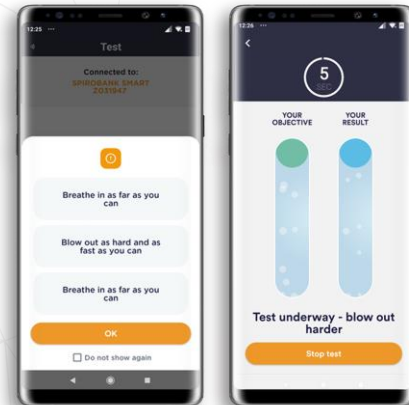 12:25
Test
Connected to:
SPIROBANK SMART
Z031947
Breathe in as far as you
can
Blow out as hard and as
fast as you can
Breathe in as far as you
can
OK
Do not show again
12:26
5
SEC
YOUR
OBJECTIVE
YOUR
RESULT
Test underway - blow out
harder
Stop test